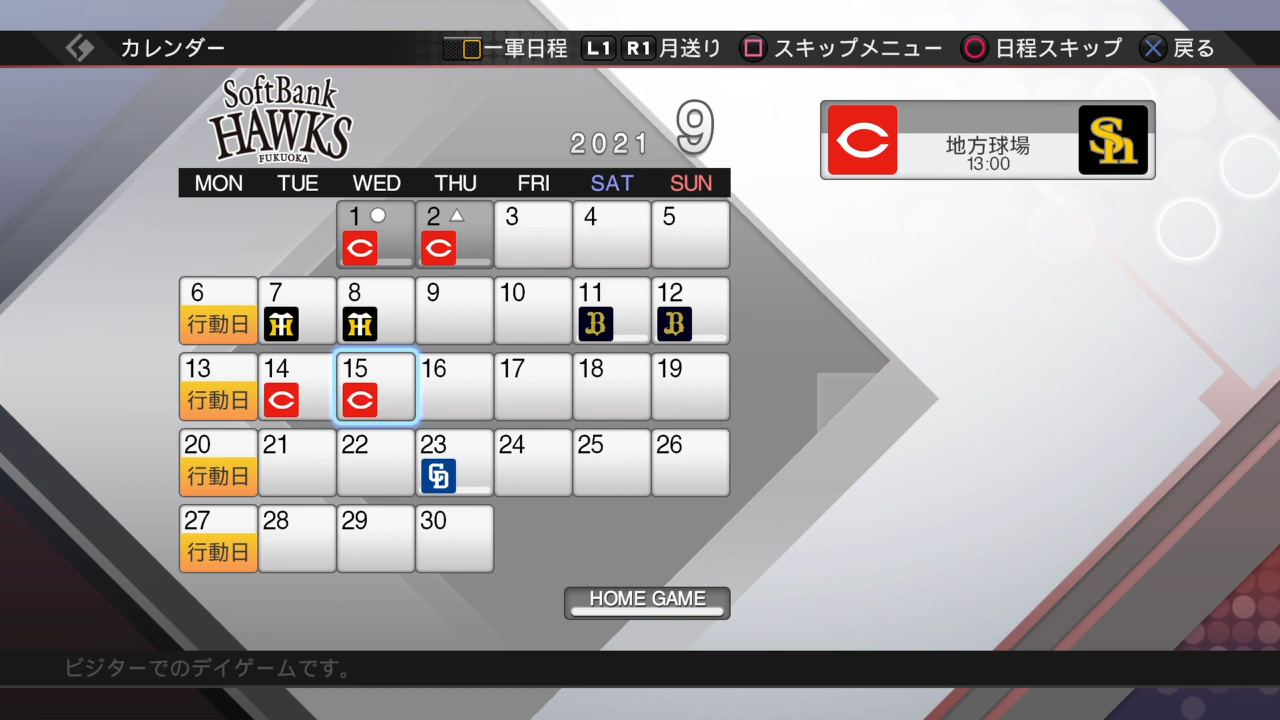 カレンダー 一軍日程 L1 R1 月送り スキップメニュー 日程スキップ 戻る
SoftBank
HAWKS
FUKUOKA
2021 9
C 地方球場 Sh
13:00
MON TUE WED THU FRI SAT SUN
1 2 3 4 5
C C
6 7 8 9 10 11 12
行動日 B B
13 14 15 16 17 18 19
行動日 C C
20 21 22 23 24 25 26
行動日 CD
27 28 29 30
行動日
HOME GAME
ビジターでのデイゲームです。